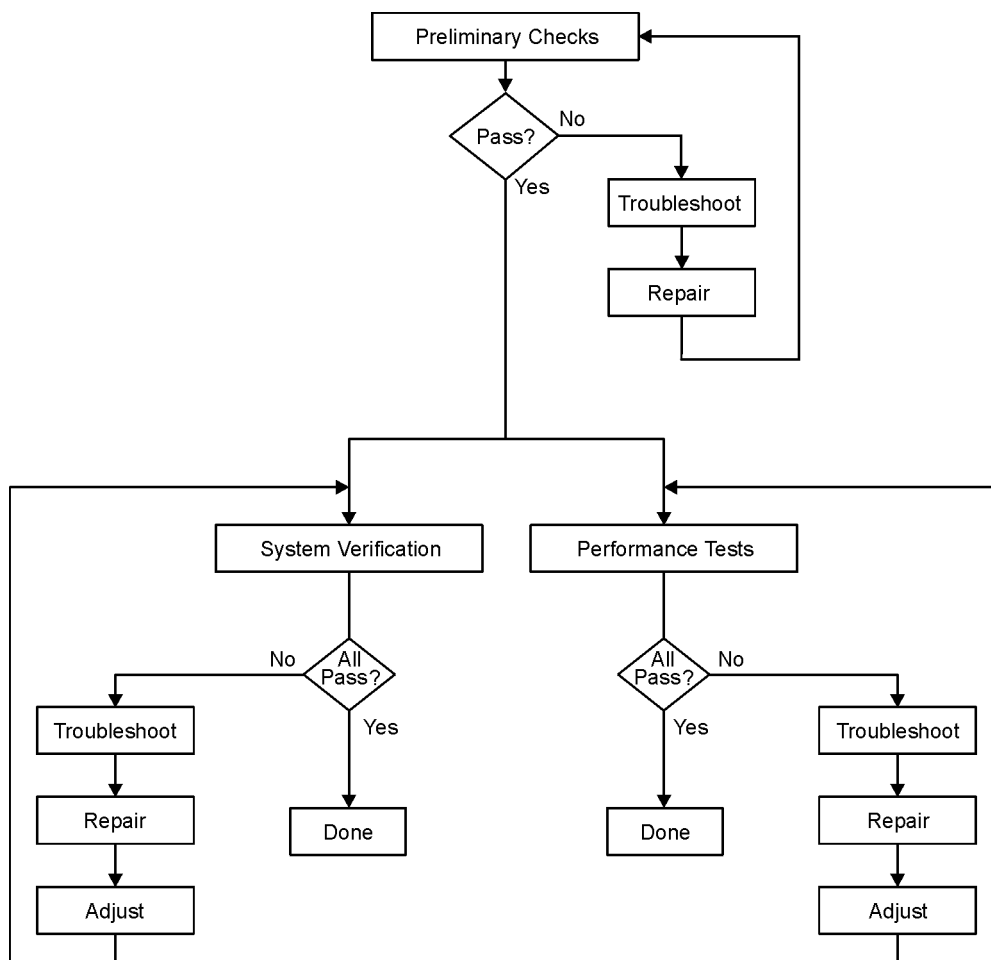 Preliminary Checks
Pass?
No
Yes
Troubleshoot
Repair
System Verification
Performance Tests
No
All
Pass?
Yes
All
Pass?
No
Yes
Troubleshoot
Repair
Adjust
Done
Done
Troubleshoot
Repair
Adjust